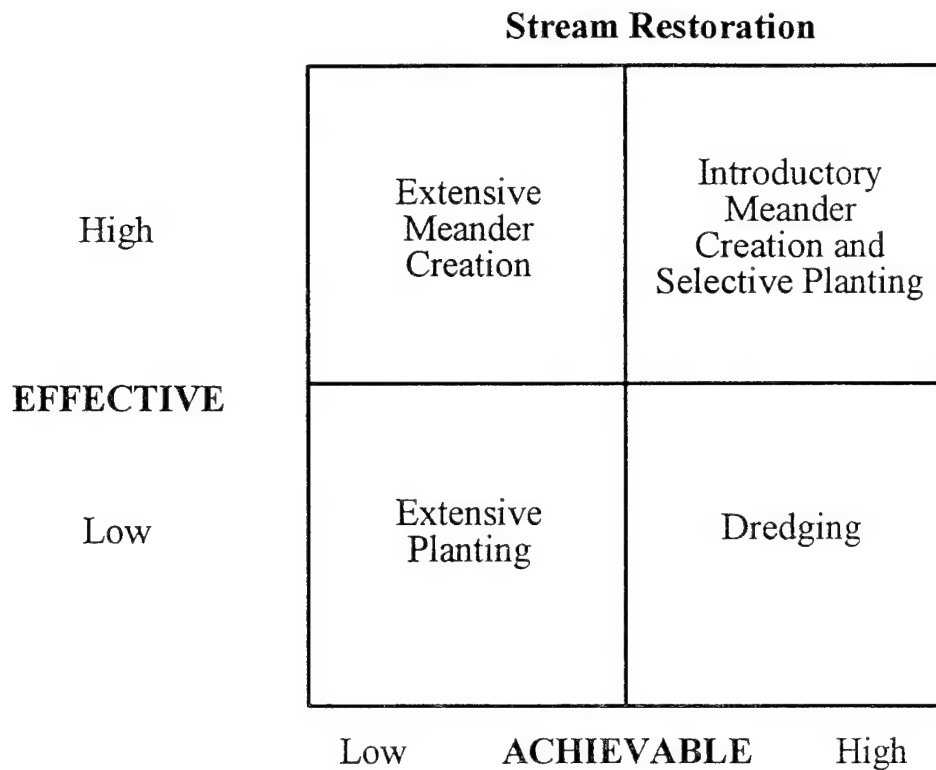 Stream Restoration
High
Extensive
Meander
Creation
Introductory
Meander
Creation and
Selective Planting
EFFECTIVE
Low
Extensive
Planting
Dredging
Low ACHIEVABLE High